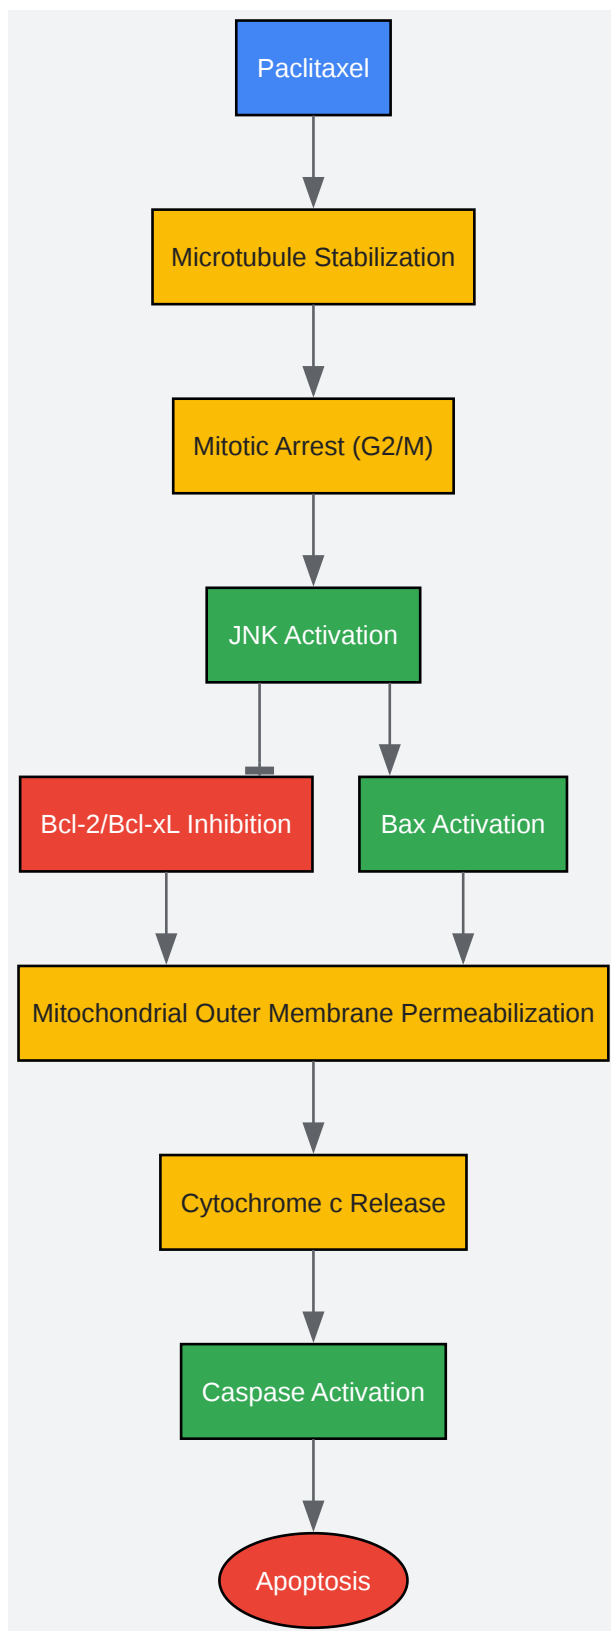 Paclitaxel
Microtubule Stabilization
Mitotic Arrest (G2/M)
JNK Activation
Bcl-2/Bcl-xL Inhibition
Bax Activation
Mitochondrial Outer Membrane Permeabilization
Cytochrome c Release
Caspase Activation
Apoptosis